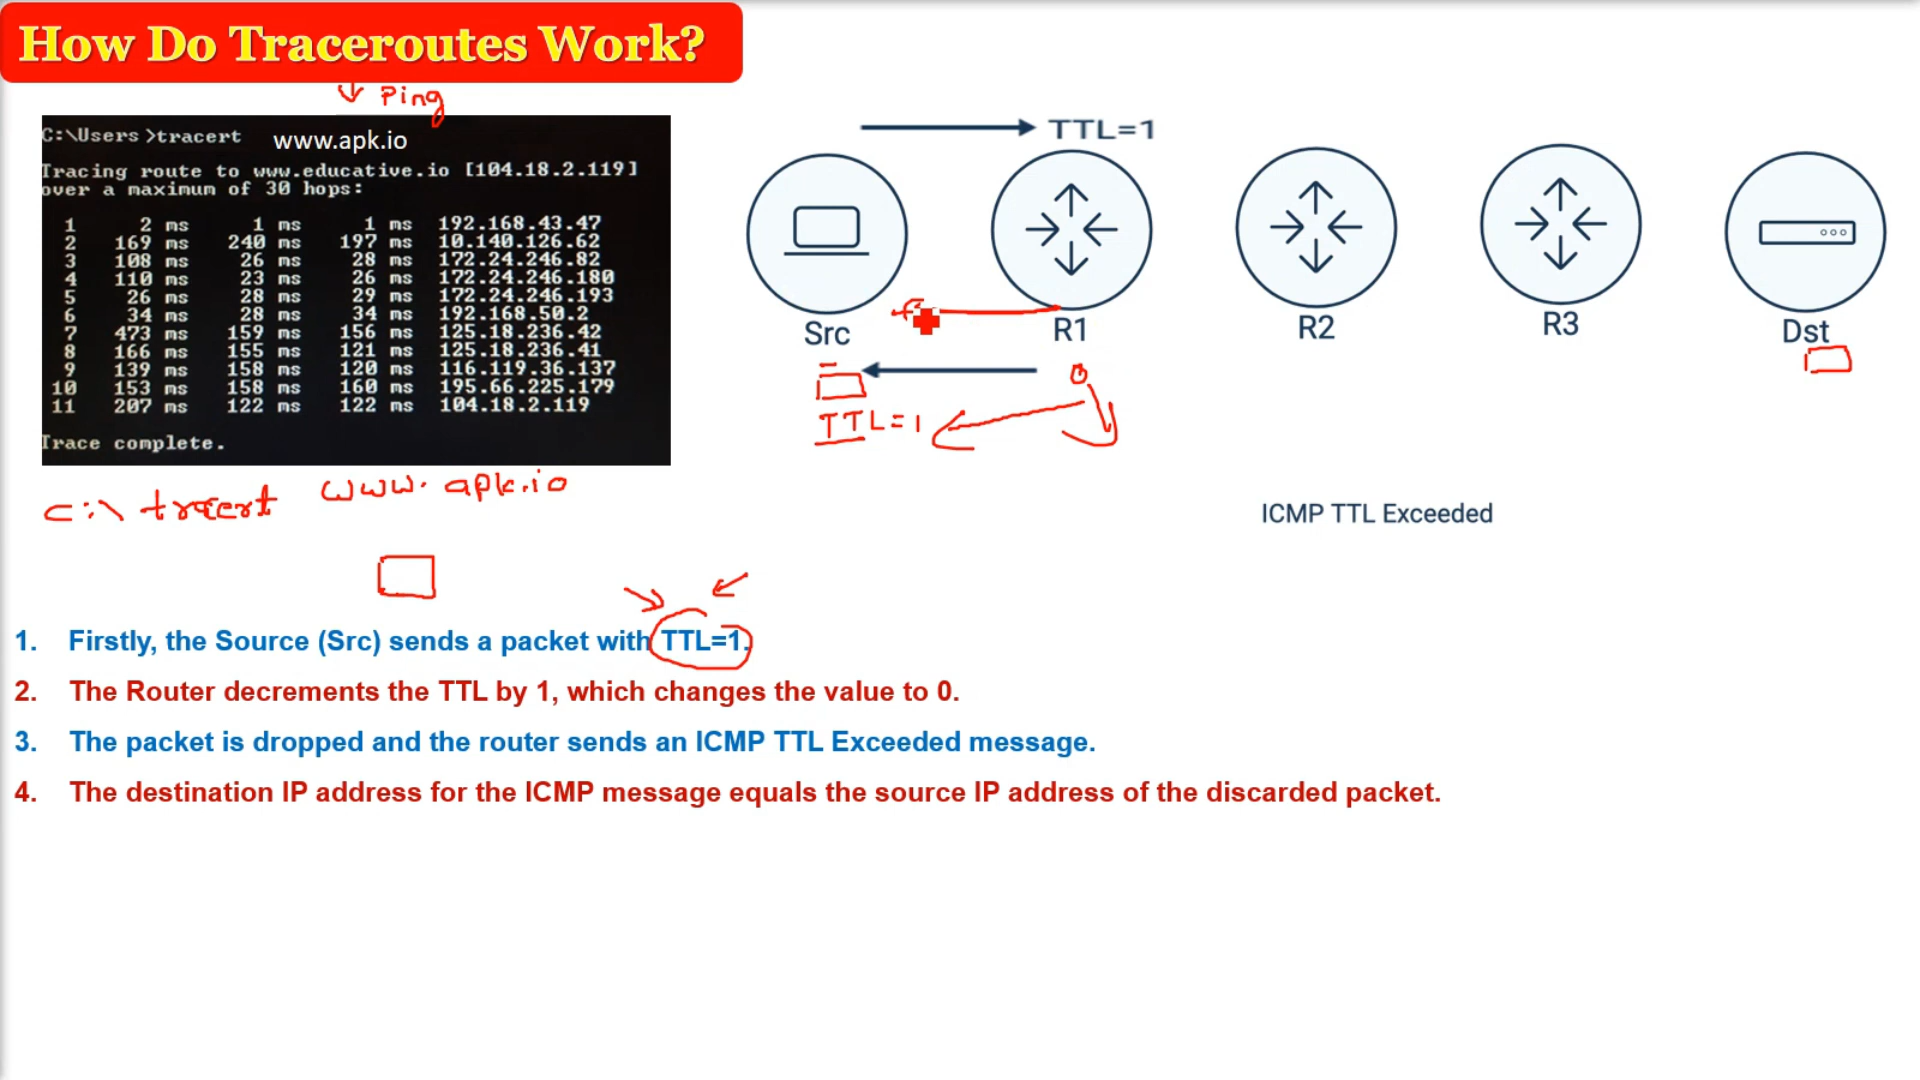 How Do Traceroutes Work?
Ping
C:\Users >tracert www.apk.io
Tracing route to www.educative.io [104.18.2.119]
over a maximum of 30 hops:
1 2 ms 1 ms 1 ms 192.168.43.47
2 169 ms 240 ms 197 ms 10.140.126.62
3 108 ms 26 ms 28 ms 172.24.246.82
4 110 ms 23 ms 26 ms 172.24.246.180
5 26 ms 28 ms 29 ms 172.24.246.193
6 34 ms 28 ms 34 ms 192.168.50.2
7 473 ms 159 ms 156 ms 125.18.236.42
8 166 ms 155 ms 121 ms 125.18.236.41
9 139 ms 158 ms 120 ms 116.119.36.137
10 153 ms 158 ms 160 ms 195.66.225.179
11 207 ms 122 ms 122 ms 104.18.2.119
Trace complete.
c:\ tracert www.apk.io
TTL=1
Src R1 R2 R3 Dst
0
TTL=1
ICMP TTL Exceeded
1. Firstly, the Source (Src) sends a packet with TTL=1.
2. The Router decrements the TTL by 1, which changes the value to 0.
3. The packet is dropped and the router sends an ICMP TTL Exceeded message.
4. The destination IP address for the ICMP message equals the source IP address of the discarded packet.